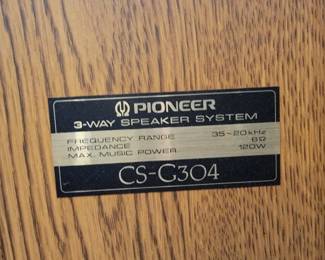 PIONEER
3-WAY SPEAKER SYSTEM
FREQUENCY RANGE 35~20kHz
IMPEDANCE 6Ω
MAX. MUSIC POWER 120W
CS-G304